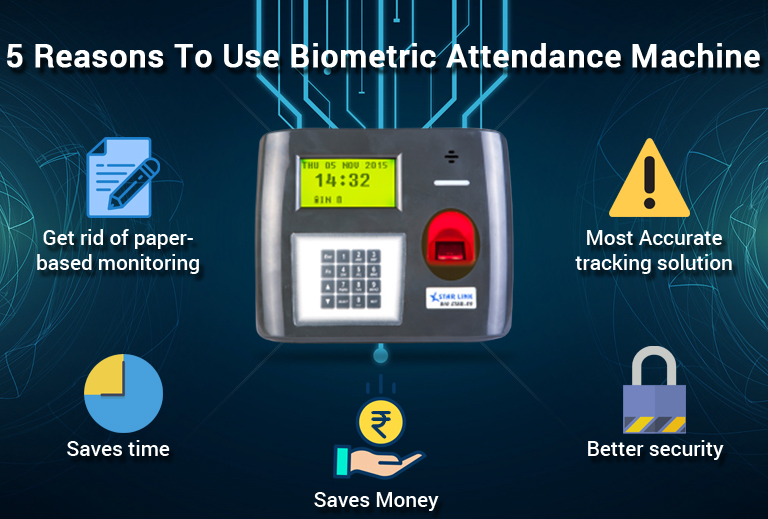 5 Reasons To Use Biometric Attendance Machine
THU 05 NOV 2015
14:32
Get rid of paper-
based monitoring
Most Accurate
tracking solution
STAR LINK
Saves time
₹
Better security
Saves Money